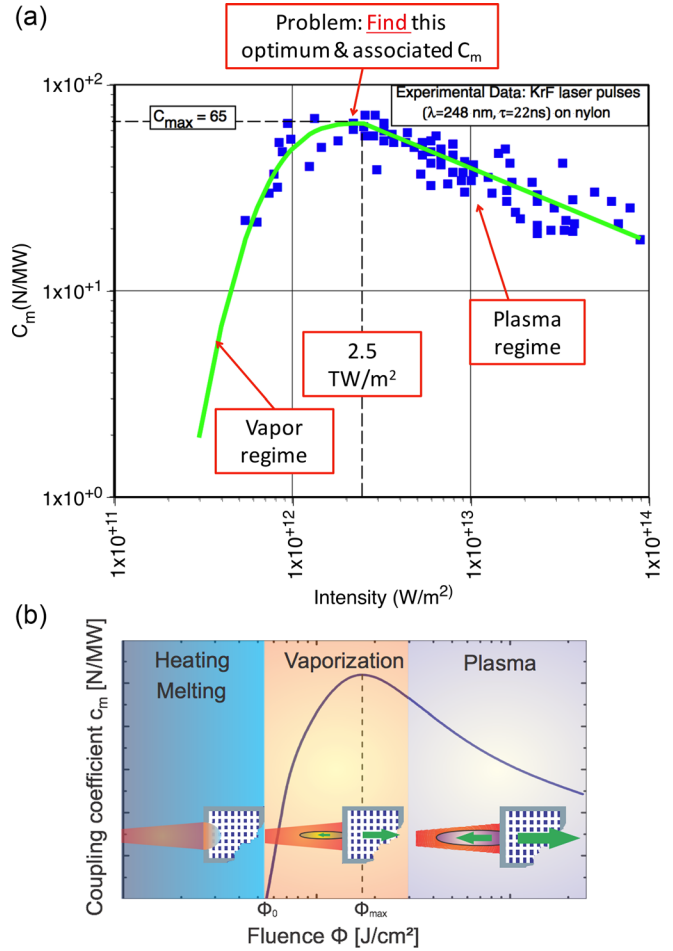 (a)
Problem: Find this
optimum & associated Cm
1x10+2
Cmax = 65
Experimental Data: KrF laser pulses
(λ=248 nm, τ=22ns) on nylon
Cm(N/MW)
1x10+1
2.5
TW/m²
Plasma
regime
Vapor
regime
1x10+0
1x10+11
1x10+12
1x10+13
1x10+14
Intensity (W/m²)
(b)
Coupling coefficient cm [N/MW]
Heating
Melting
Vaporization
Plasma
Φ0
Φmax
Fluence Φ [J/cm²]